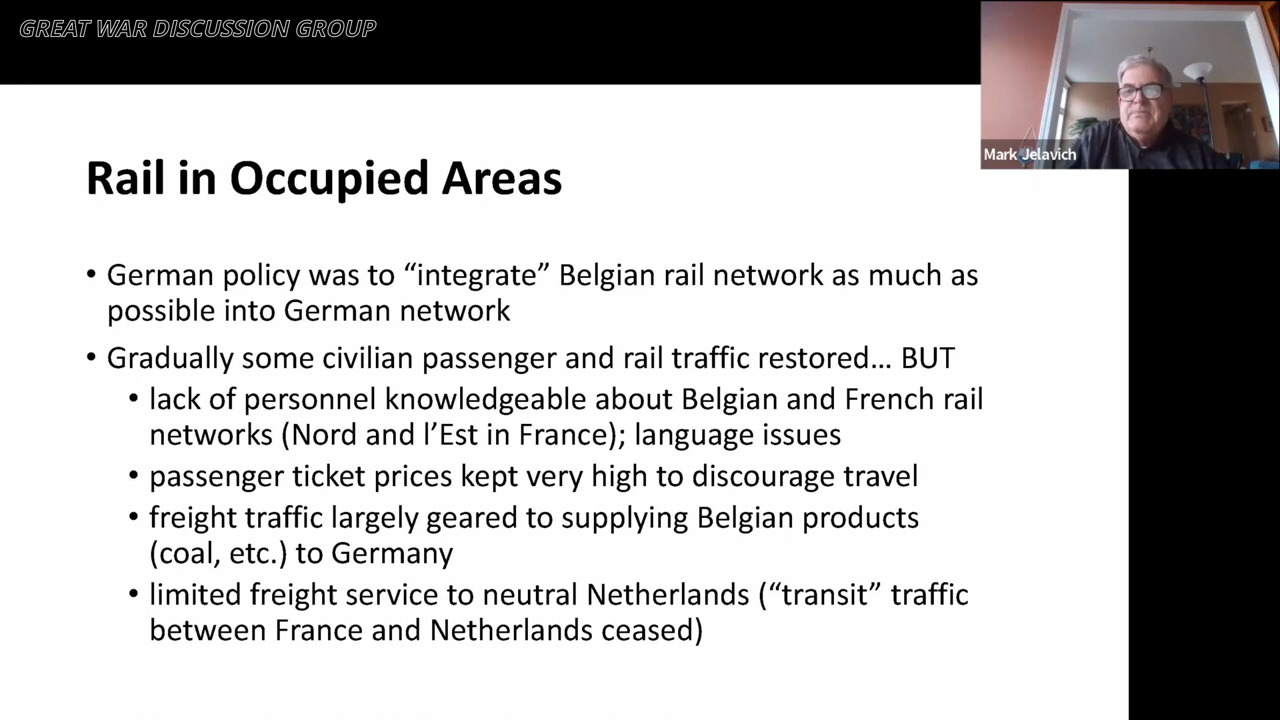 GREAT WAR DISCUSSION GROUP
Mark Jelavich
Rail in Occupied Areas
• German policy was to “integrate” Belgian rail network as much as
possible into German network
• Gradually some civilian passenger and rail traffic restored… BUT
• lack of personnel knowledgeable about Belgian and French rail
networks (Nord and l’Est in France); language issues
• passenger ticket prices kept very high to discourage travel
• freight traffic largely geared to supplying Belgian products
(coal, etc.) to Germany
• limited freight service to neutral Netherlands (“transit” traffic
between France and Netherlands ceased)